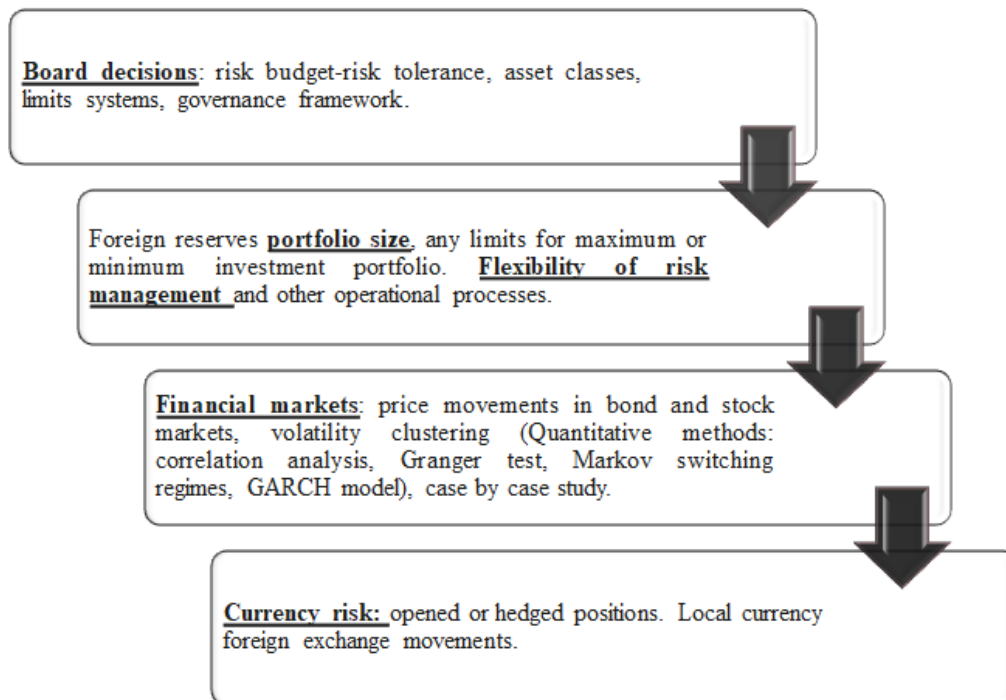 Board decisions: risk budget-risk tolerance, asset classes,
limits systems, governance framework.
Foreign reserves portfolio size, any limits for maximum or
minimum investment portfolio. Flexibility of risk
management and other operational processes.
Financial markets: price movements in bond and stock
markets, volatility clustering (Quantitative methods:
correlation analysis, Granger test, Markov switching
regimes, GARCH model), case by case study.
Currency risk: opened or hedged positions. Local currency
foreign exchange movements.